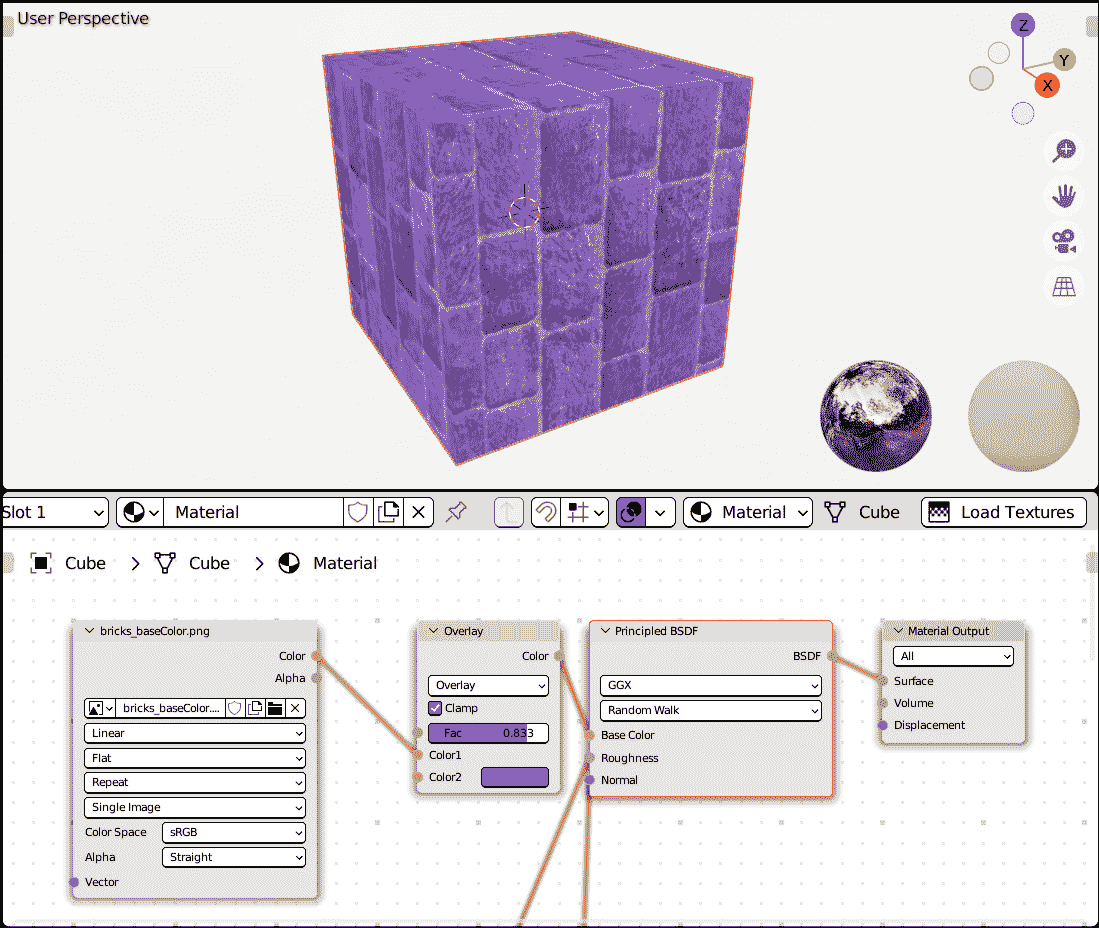 User Perspective
Z
Y
X
Slot 1
Material
Material
Cube
Load Textures
Cube
Cube
Material
bricks_baseColor.png
Color
Alpha
bricks_baseColor....
Linear
Flat
Repeat
Single Image
Color Space sRGB
Alpha Straight
Vector
Overlay
Color
Overlay
Clamp
Fac 0.833
Color1
Color2
Principled BSDF
BSDF
GGX
Random Walk
Base Color
Roughness
Normal
Material Output
All
Surface
Volume
Displacement